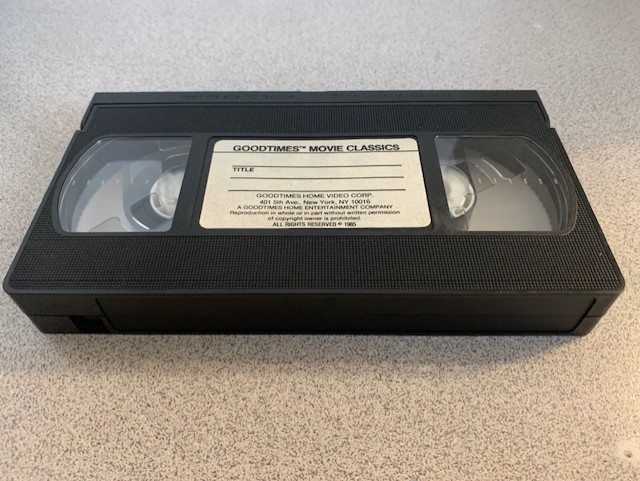 GOODTIMES™ MOVIE CLASSICS
TITLE
GOODTIMES HOME VIDEO CORP.
401 5th Ave., New York, NY 10016
A GOODTIMES HOME ENTERTAINMENT COMPANY
Reproduction in whole or in part without written permission
of copyright owner is prohibited.
ALL RIGHTS RESERVED © 1985